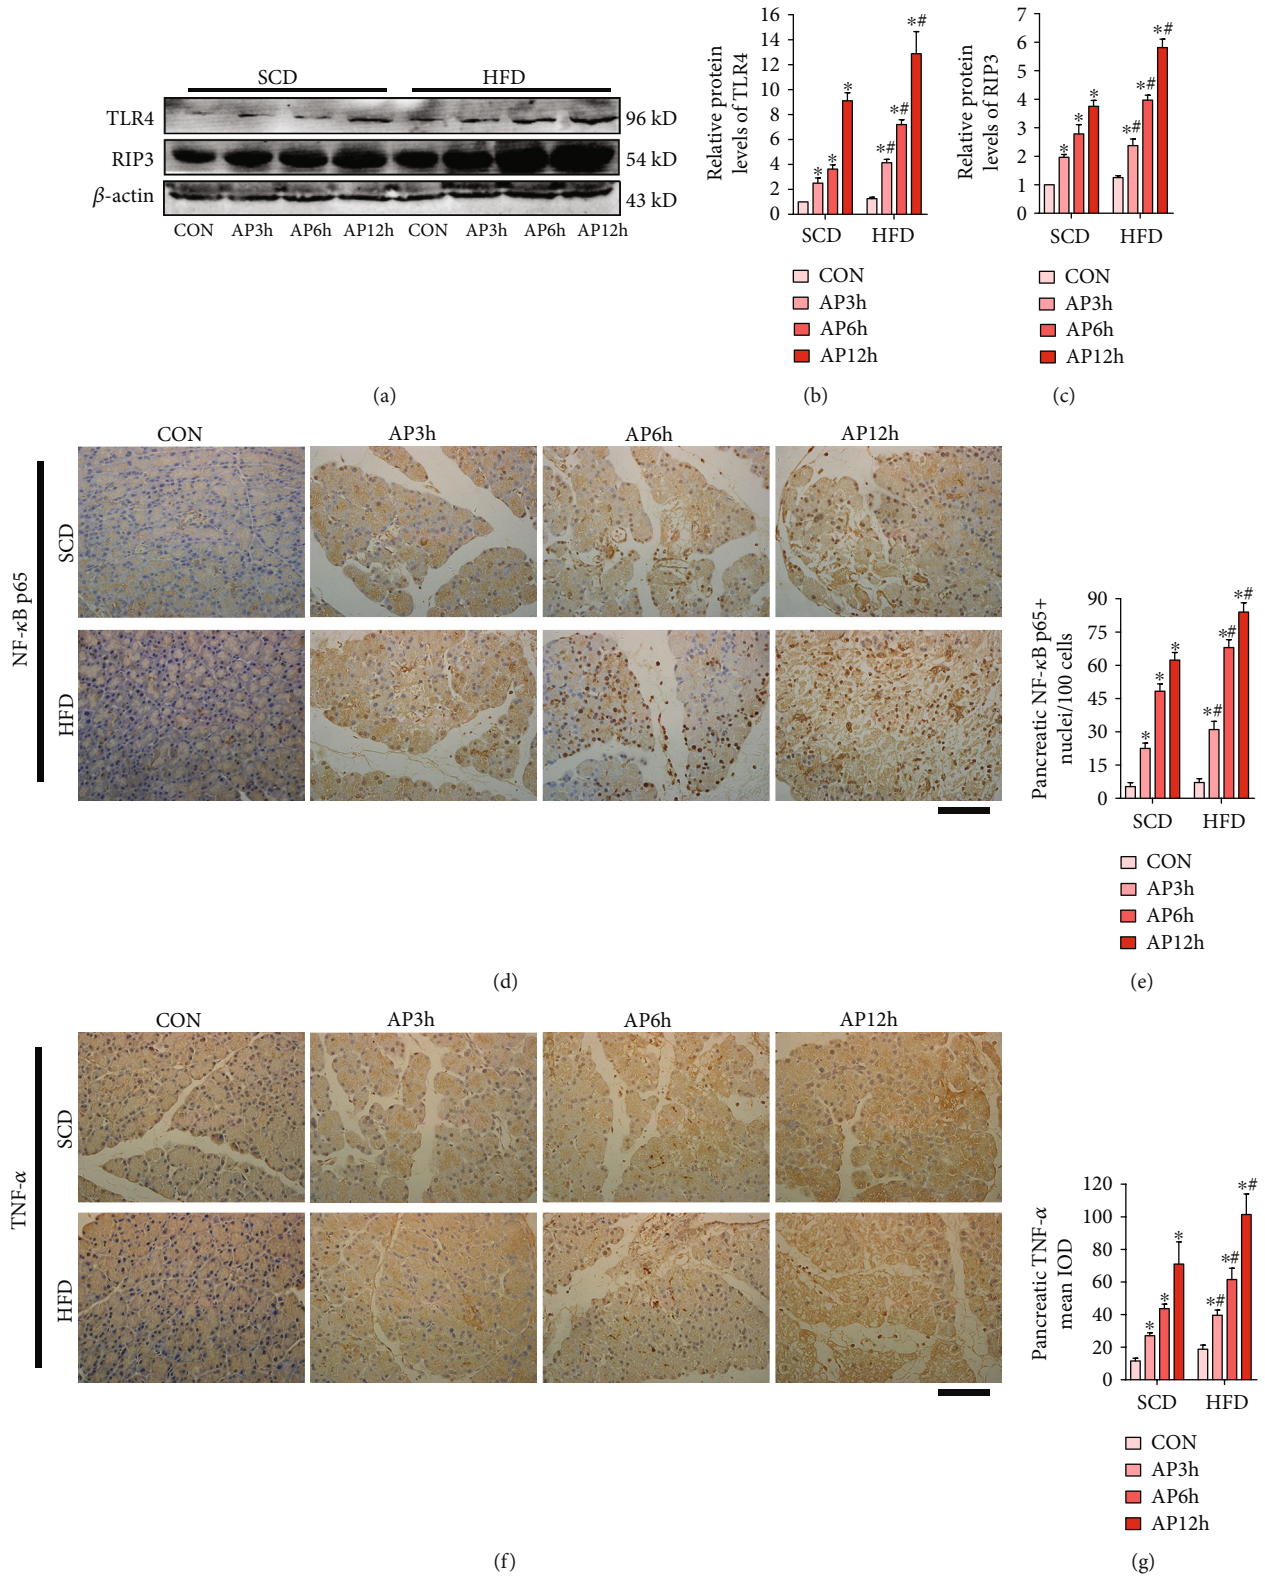 SCD HFD
TLR4 96 kD
RIP3 54 kD
β-actin 43 kD
CON AP3h AP6h AP12h CON AP3h AP6h AP12h
(a)
Relative protein
levels of TLR4
16
14
12
10
8
6
4
2
0
* * * *# *# *#
SCD HFD
CON
AP3h
AP6h
AP12h
(b)
Relative protein
levels of RIP3
7
6
5
4
3
2
1
0
* * * *# *# *#
SCD HFD
CON
AP3h
AP6h
AP12h
(c)
CON AP3h AP6h AP12h
NF-κB p65
SCD
HFD
(d)
Pancreatic NF-κB p65+
nuclei/100 cells
90
75
60
45
30
15
0
* * * *# *# *#
SCD HFD
CON
AP3h
AP6h
AP12h
(e)
CON AP3h AP6h AP12h
TNF-α
SCD
HFD
(f)
Pancreatic TNF-α
mean IOD
120
100
80
60
40
20
0
* * * *# *# *#
SCD HFD
CON
AP3h
AP6h
AP12h
(g)